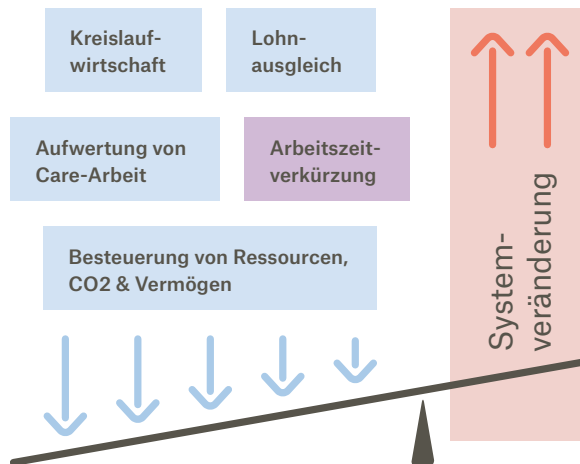 Kreislauf-
wirtschaft
Lohn-
ausgleich
Aufwertung von
Care-Arbeit
Arbeitszeit-
verkürzung
Besteuerung von Ressourcen,
CO2 & Vermögen
System-
veränderung